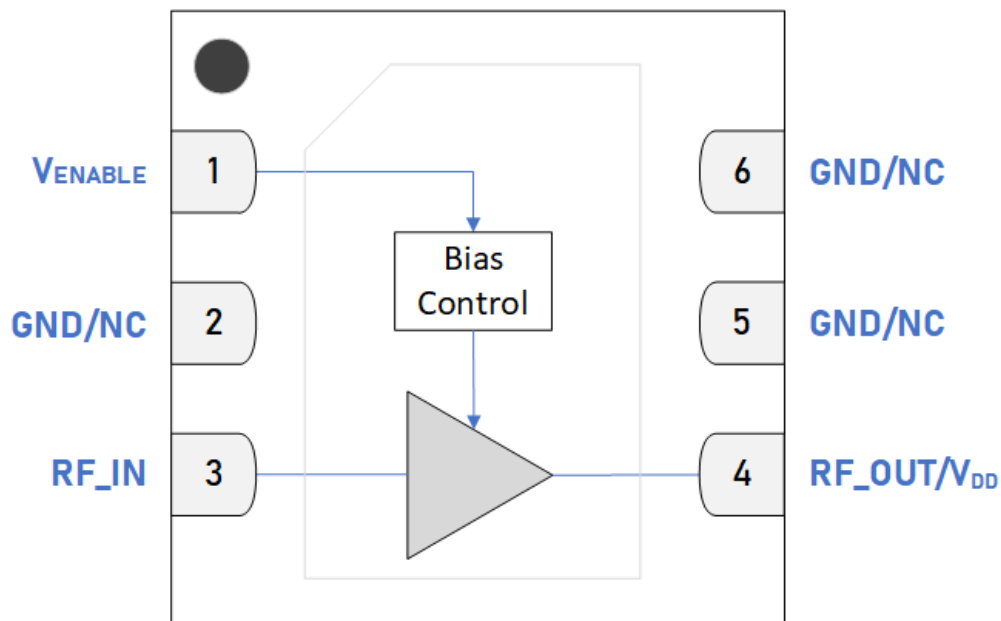 VENABLE 1 6 GND/NC
Bias
Control
GND/NC 2 5 GND/NC
RF_IN 3 4 RF_OUT/VDD